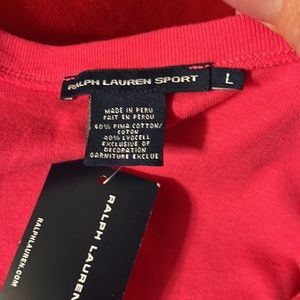 RALPH LAUREN SPORT
L
MADE IN PERU
FAIT EN PEROU
60% PIMA COTTON/
COTON
40% LYOCELL
EXCLUSIVE OF
DECORATION
GARNITURE EXCLUE
RALPH LAUREN
RALPHLAUREN.COM